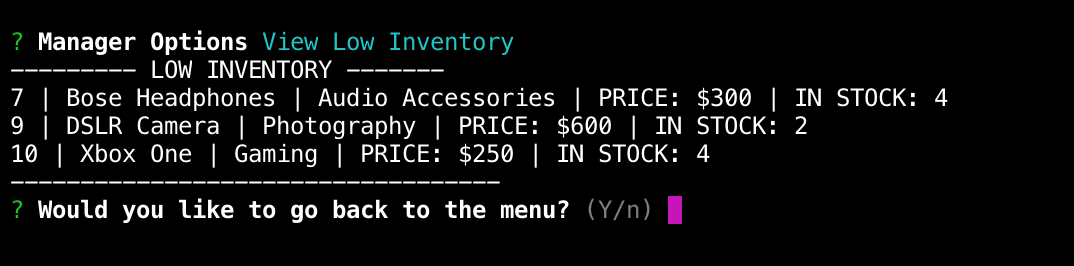 ? Manager Options View Low Inventory
--------- LOW INVENTORY -------
7 | Bose Headphones | Audio Accessories | PRICE: $300 | IN STOCK: 4
9 | DSLR Camera | Photography | PRICE: $600 | IN STOCK: 2
10 | Xbox One | Gaming | PRICE: $250 | IN STOCK: 4
-----------------------------------
? Would you like to go back to the menu? (Y/n)